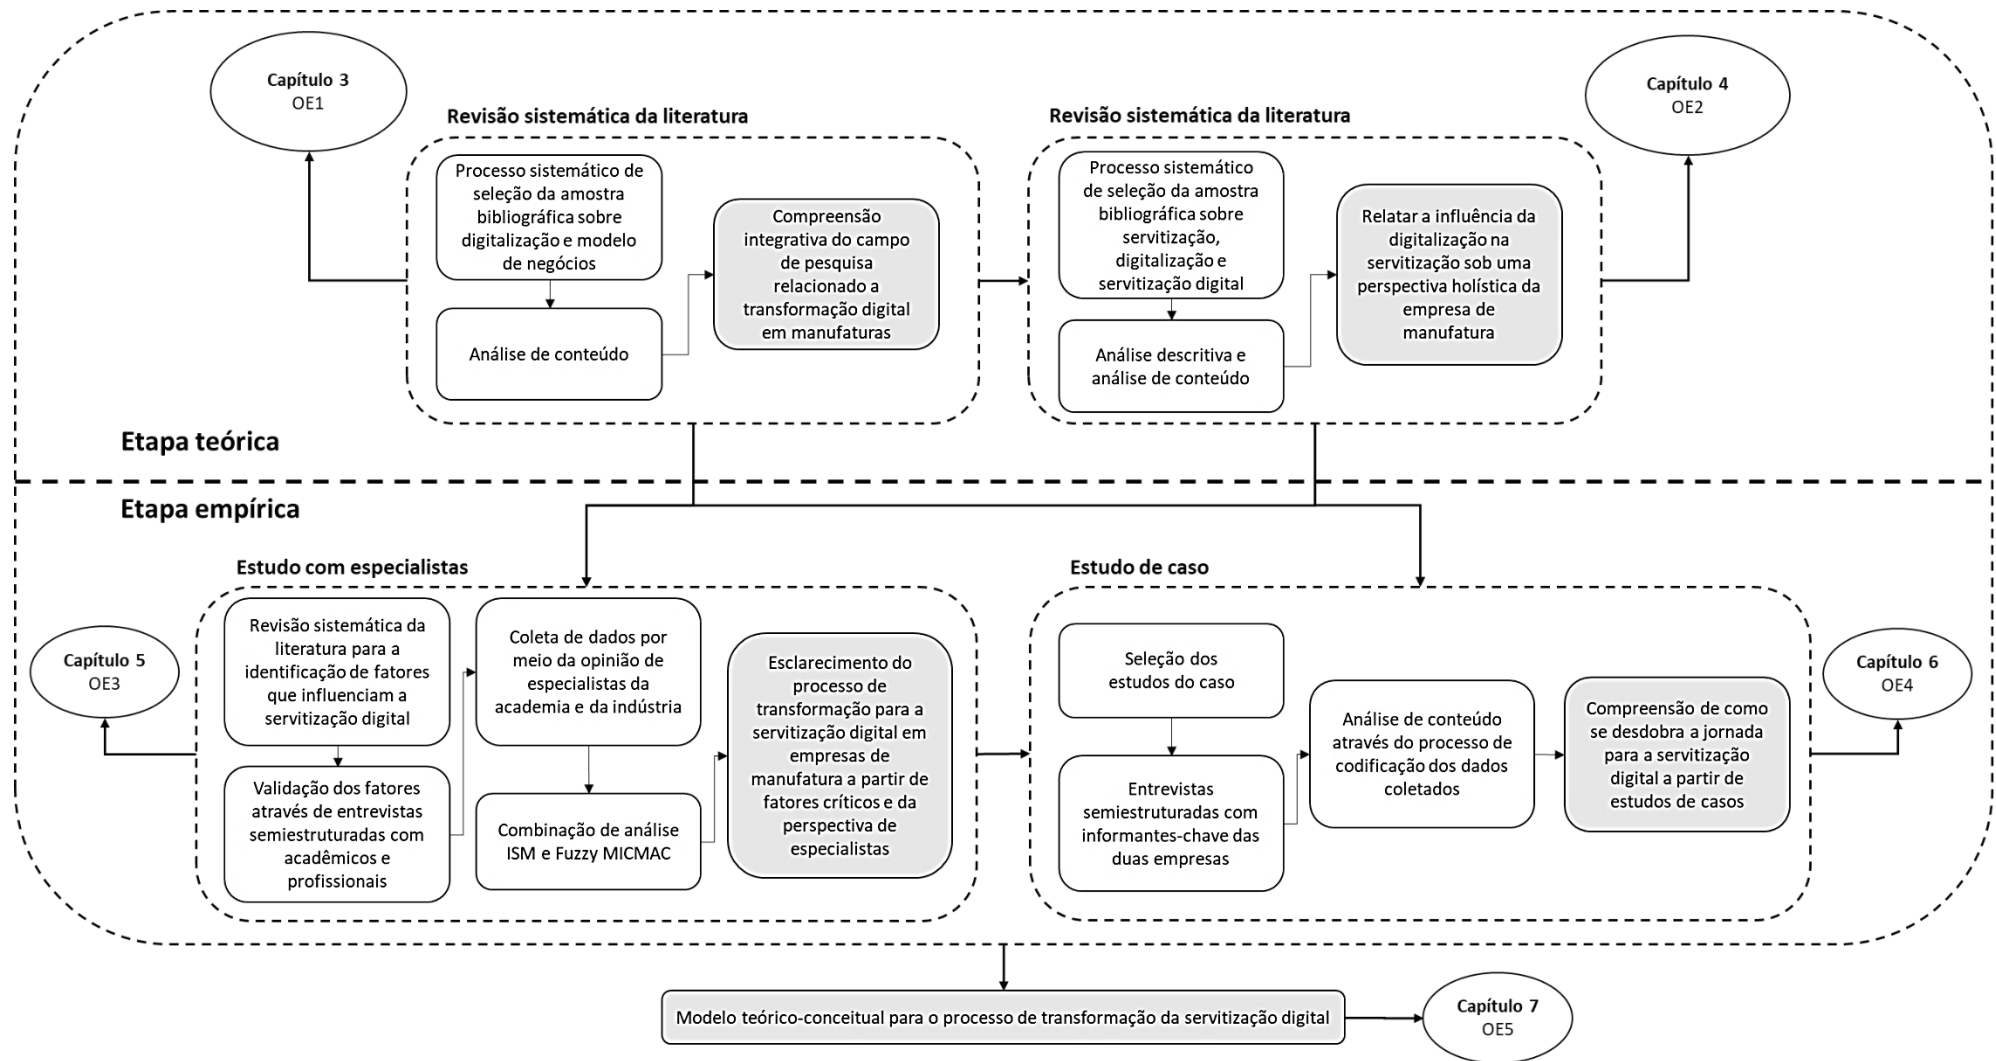 Capítulo 3
OE1
Revisão sistemática da literatura
Processo sistemático de
seleção da amostra
bibliográfica sobre
digitalização e modelo
de negócios
Análise de conteúdo
Compreensão
integrativa do campo
de pesquisa
relacionado a
transformação digital
em manufaturas
Revisão sistemática da literatura
Processo sistemático
de seleção da amostra
bibliográfica sobre
servitização,
digitalização e
servitização digital
Análise descritiva e
análise de conteúdo
Relatar a influência da
digitalização na
servitização sob uma
perspectiva holística da
empresa de
manufatura
Capítulo 4
OE2
Etapa teórica
Etapa empírica
Estudo com especialistas
Capítulo 5
OE3
Revisão sistemática da
literatura para a
identificação de fatores
que influenciam a
servitização digital
Validação dos fatores
através de entrevistas
semiestruturadas com
acadêmicos e
profissionais
Coleta de dados por
meio da opinião de
especialistas da
academia e da indústria
Combinação de análise
ISM e Fuzzy MICMAC
Esclarecimento do
processo de
transformação para a
servitização digital em
empresas de
manufatura a partir de
fatores críticos e da
perspectiva de
especialistas
Estudo de caso
Seleção dos
estudos do caso
Entrevistas
semiestruturadas com
informantes-chave das
duas empresas
Análise de conteúdo
através do processo de
codificação dos dados
coletados
Compreensão de como
se desdobra a jornada
para a servitização
digital a partir de
estudos de casos
Capítulo 6
OE4
Modelo teórico-conceitual para o processo de transformação da servitização digital
Capítulo 7
OE5